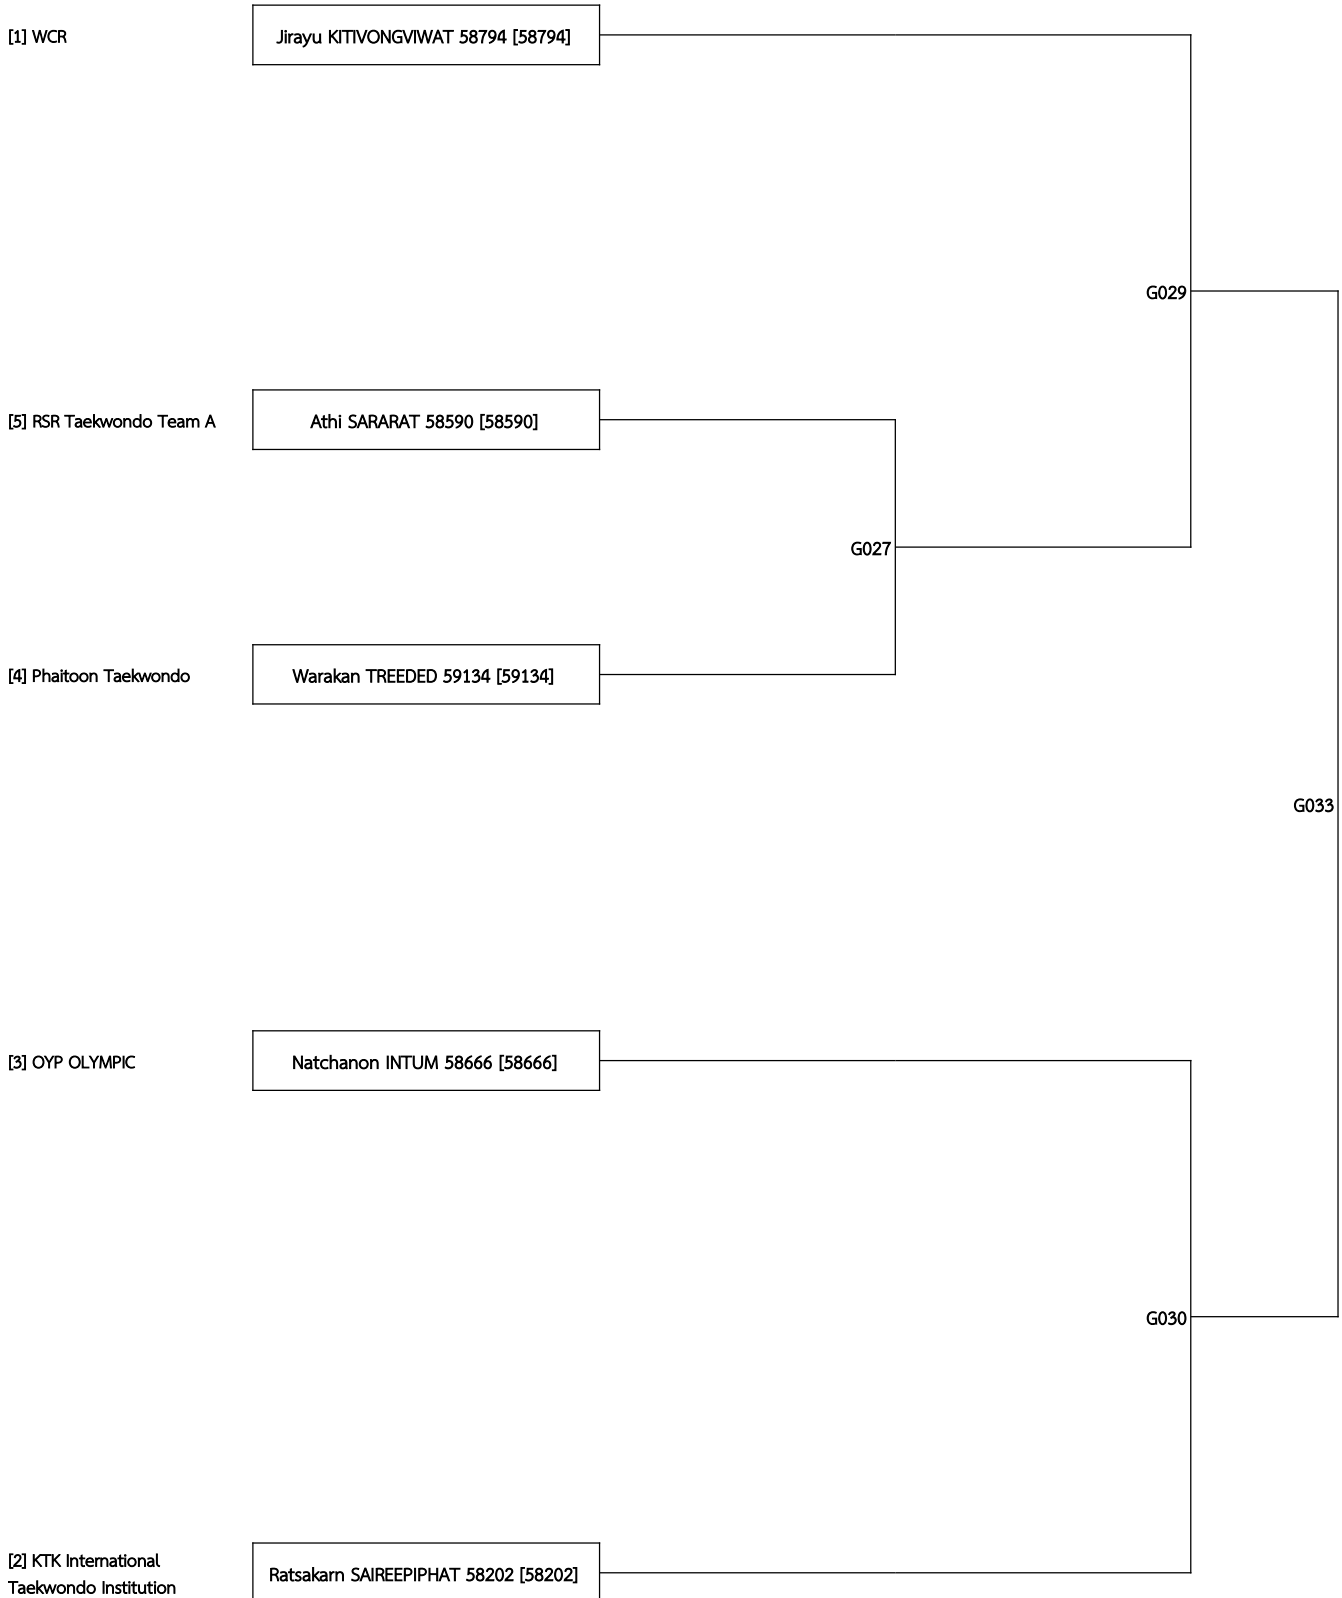 [1] WCR
Jirayu KITIVONGVIWAT 58794 [58794]
G029
[5] RSR Taekwondo Team A
Athi SARARAT 58590 [58590]
G027
[4] Phaitoon Taekwondo
Warakan TREEDED 59134 [59134]
G033
[3] OYP OLYMPIC
Natchanon INTUM 58666 [58666]
G030
[2] KTK International
Taekwondo Institution
Ratsakarn SAIREEPIPHAT 58202 [58202]